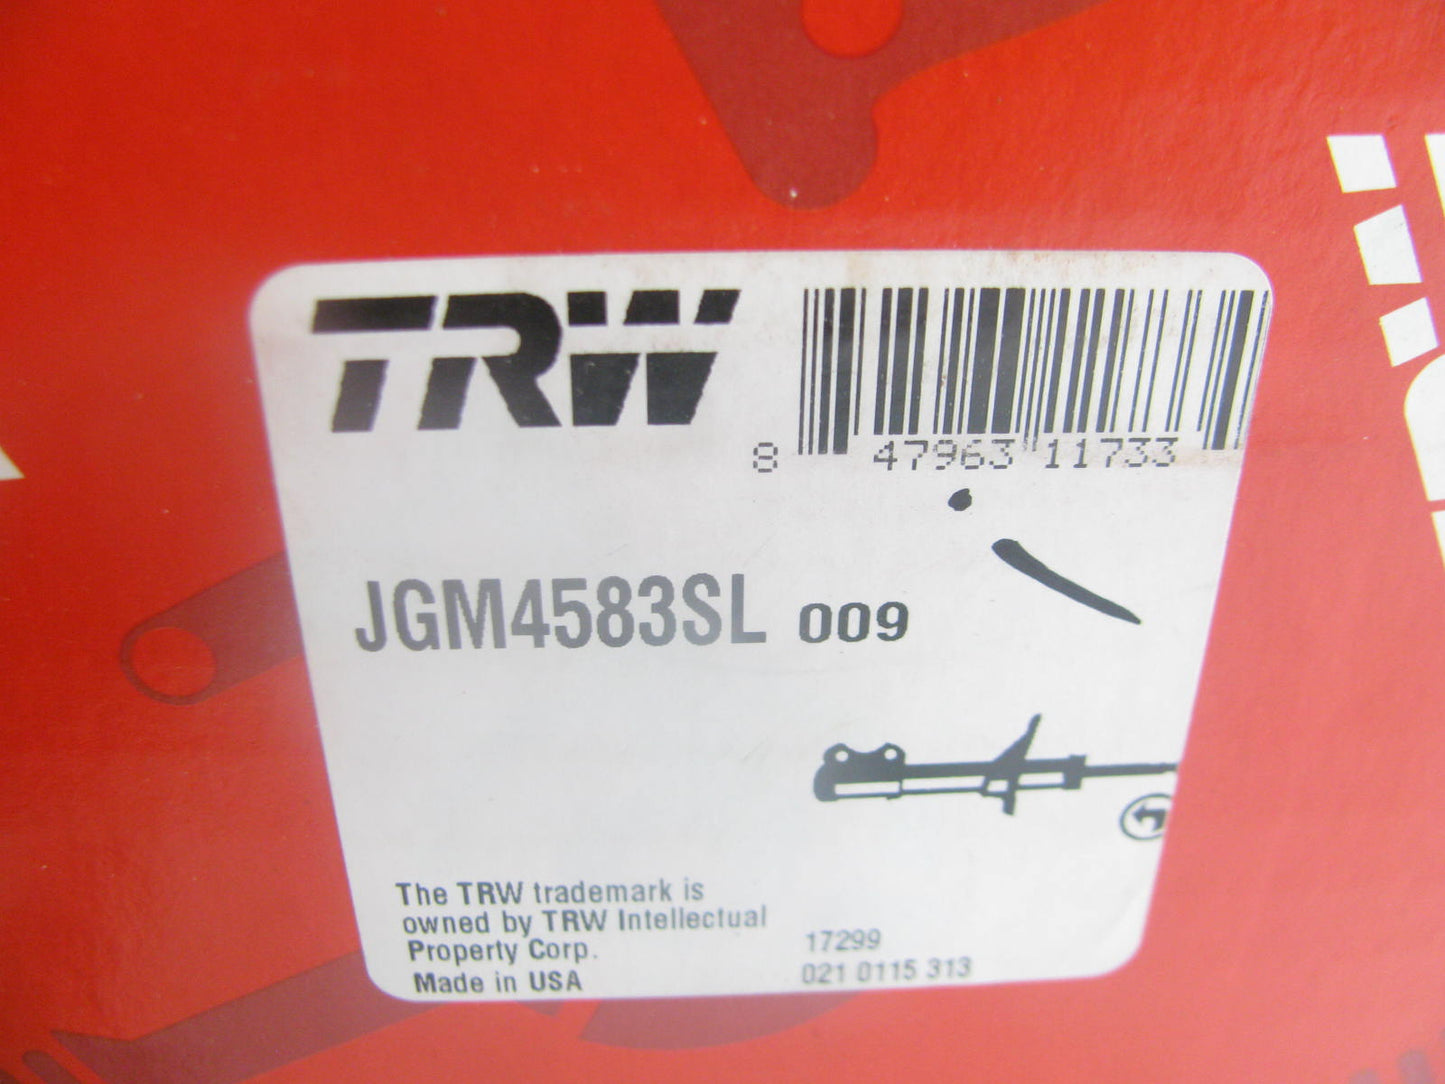 TRW
8 47963 11733
JGM4583SL 009
The TRW trademark is
owned by TRW Intellectual
Property Corp.
Made in USA
17299
021 0115 313